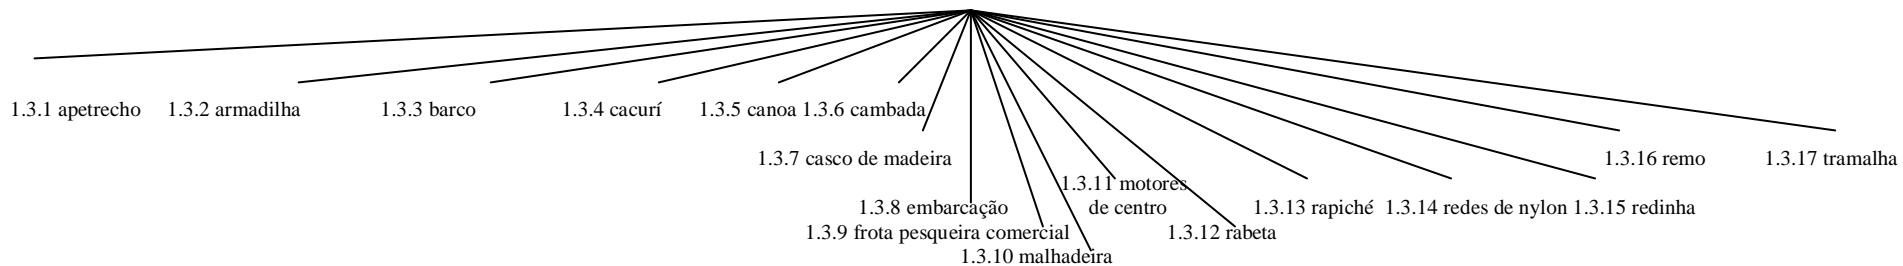 1.3.1 apetrecho
1.3.2 armadilha
1.3.3 barco
1.3.4 cacurí
1.3.5 canoa
1.3.6 cambada
1.3.7 casco de madeira
1.3.8 embarcação
1.3.9 frota pesqueira comercial
1.3.10 malhadeira
1.3.11 motores
de centro
1.3.12 rabeta
1.3.13 rapiché
1.3.14 redes de nylon
1.3.15 redinha
1.3.16 remo
1.3.17 tramalha